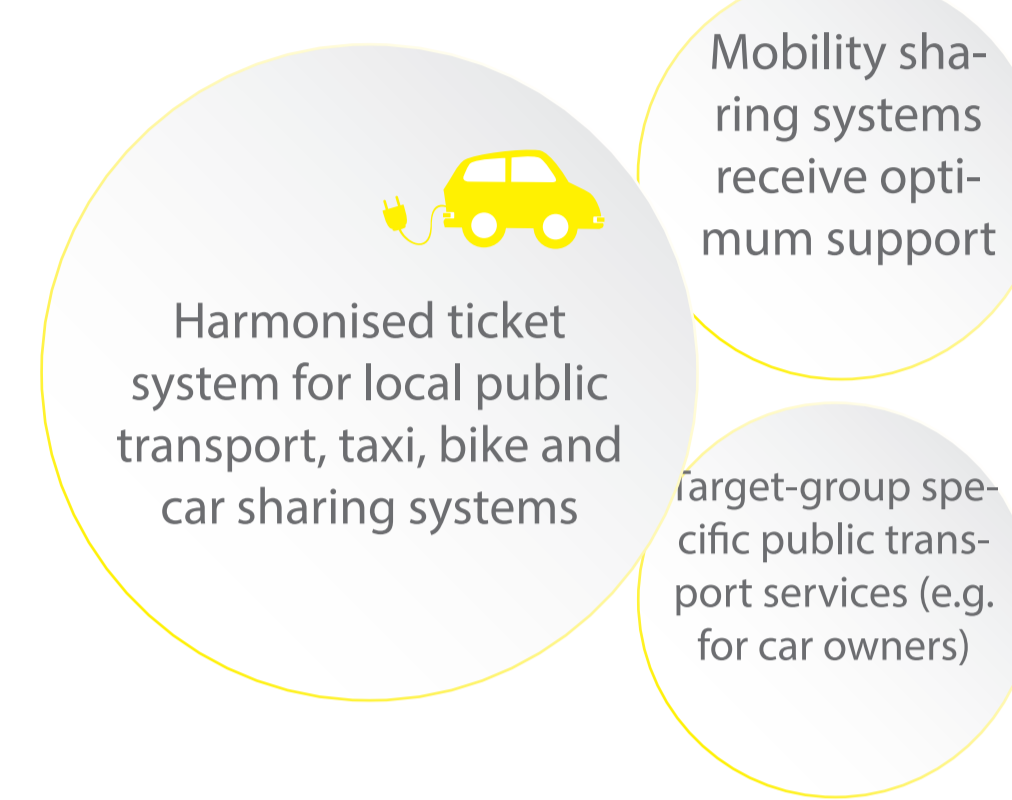 Mobility sha-
ring systems
receive opti-
mum support
Harmonised ticket
system for local public
transport, taxi, bike and
car sharing systems
Target-group spe-
cific public trans-
port services (e.g.
for car owners)